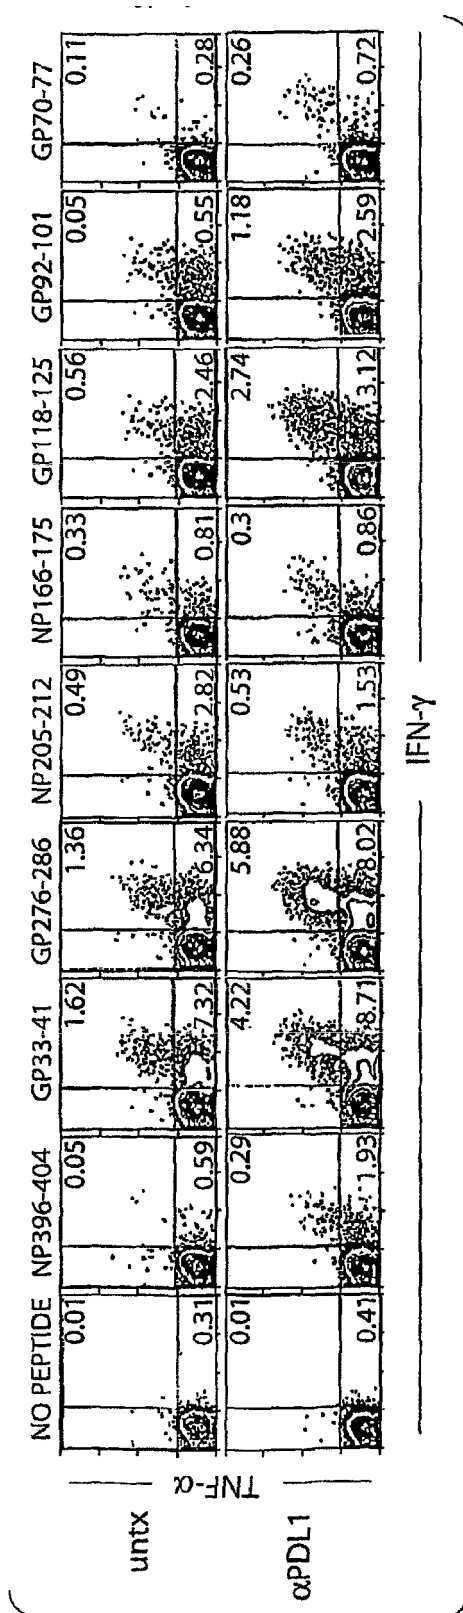 NO PEPTIDE NP396-404 GP33-41 GP276-286 NP205-212 NP166-175 GP118-125 GP92-101 GP70-77
0.01 0.05 1.62 1.36 0.49 0.33 0.56 0.05 0.11
untx
0.31 0.59 7.32 6.34 2.82 0.81 2.46 0.55 0.28
TNF-α
0.01 0.29 4.22 5.88 0.53 0.3 2.74 1.18 0.26
αPDL1
0.41 1.93 8.71 8.02 1.53 0.86 3.12 2.59 0.72
IFN-γ